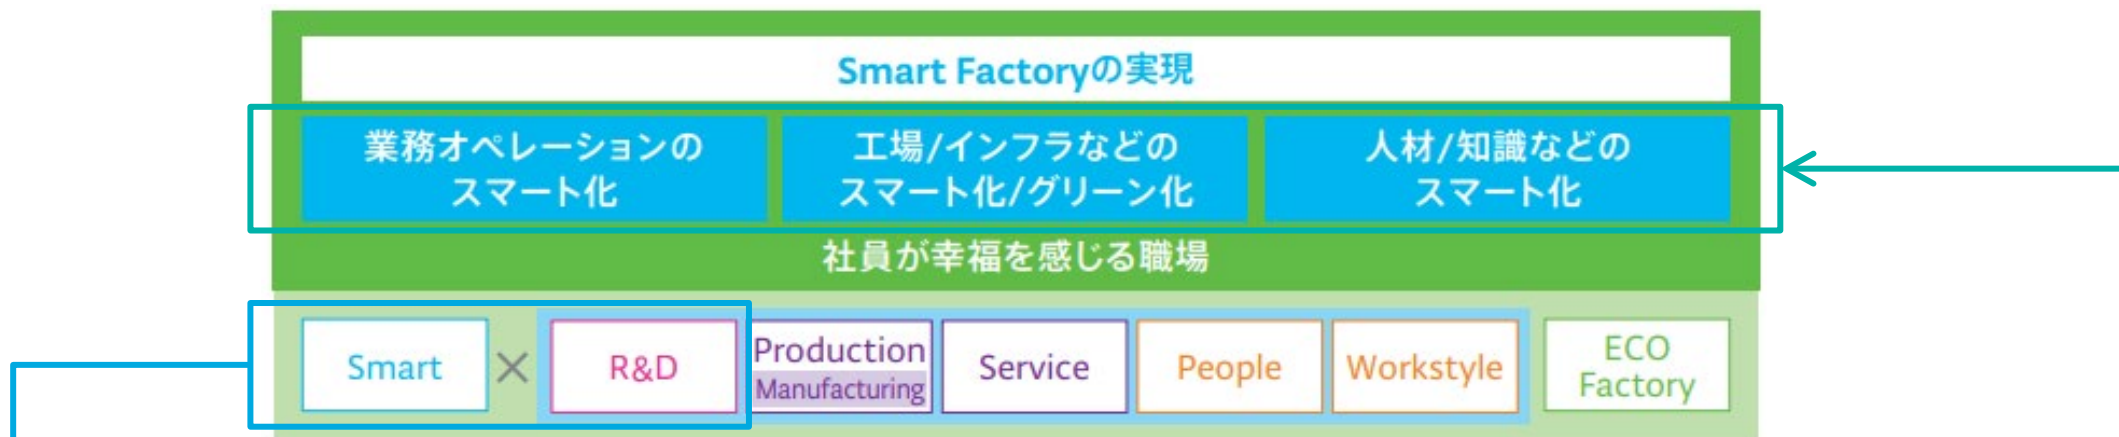 Smart Factoryの実現
業務オペレーションの
スマート化
工場/インフラなどの
スマート化/グリーン化
人材/知識などの
スマート化
社員が幸福を感じる職場
Smart
×
R&D
Production
Manufacturing
Service
People
Workstyle
ECO
Factory